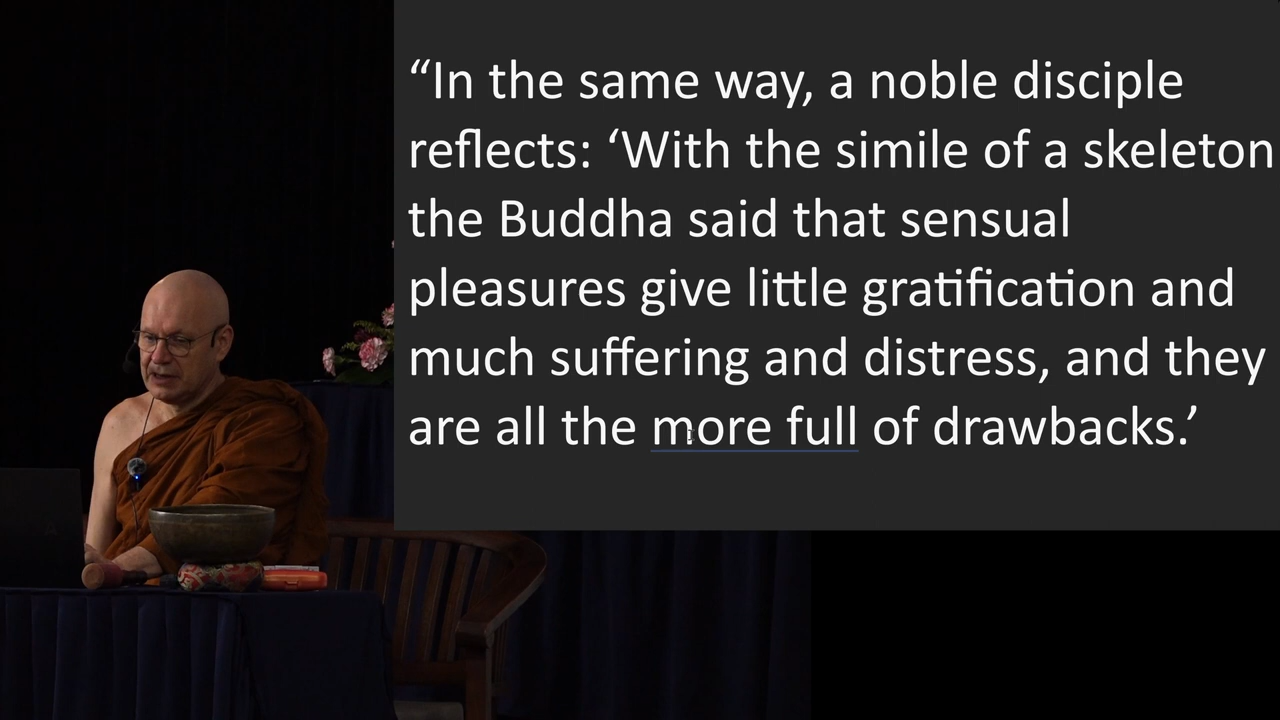 “In the same way, a noble disciple
reflects: ‘With the simile of a skeleton
the Buddha said that sensual
pleasures give little gratification and
much suffering and distress, and they
are all the more full of drawbacks.’